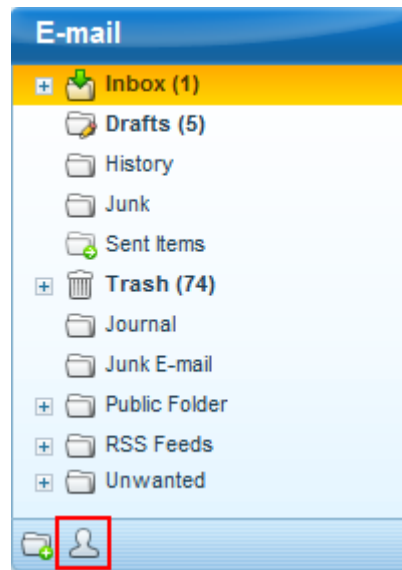 E-mail
Inbox (1)
Drafts (5)
History
Junk
Sent Items
Trash (74)
Journal
Junk E-mail
Public Folder
RSS Feeds
Unwanted